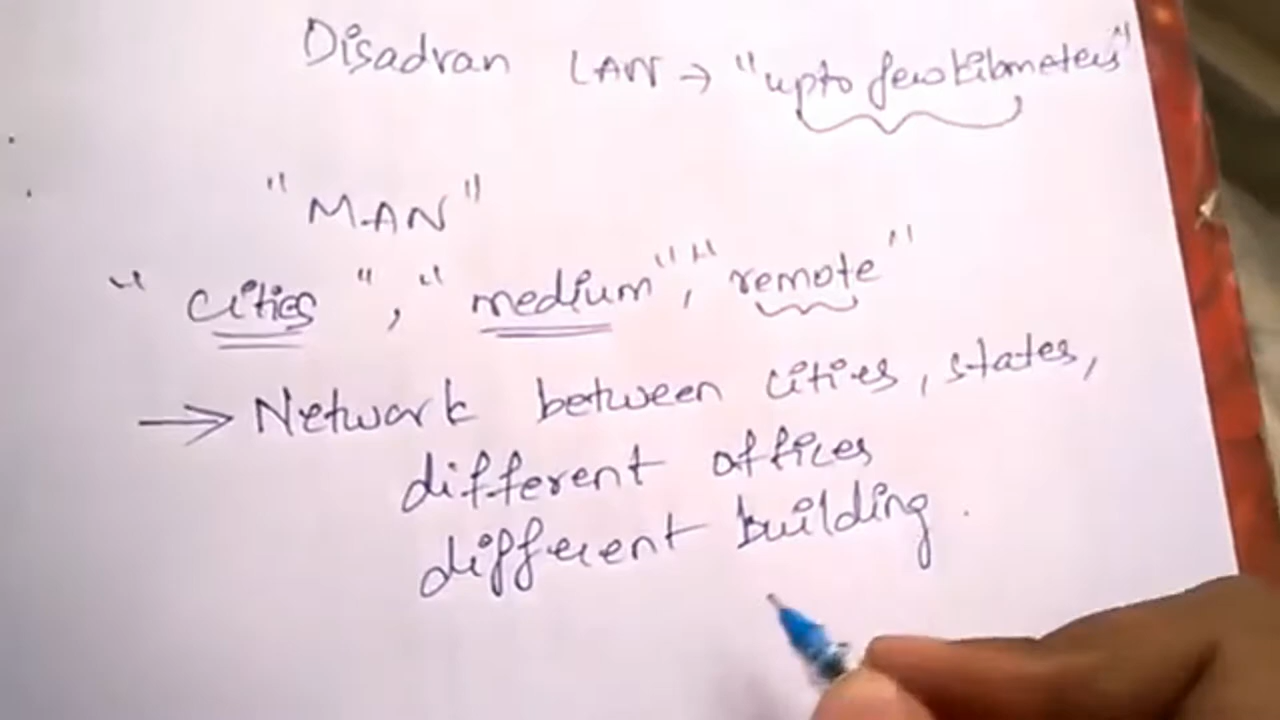 Disadvan LAN → "upto few kilometers"
"MAN"
"cities", "medium", "remote"
→ Network between cities, states,
different offices
different building.